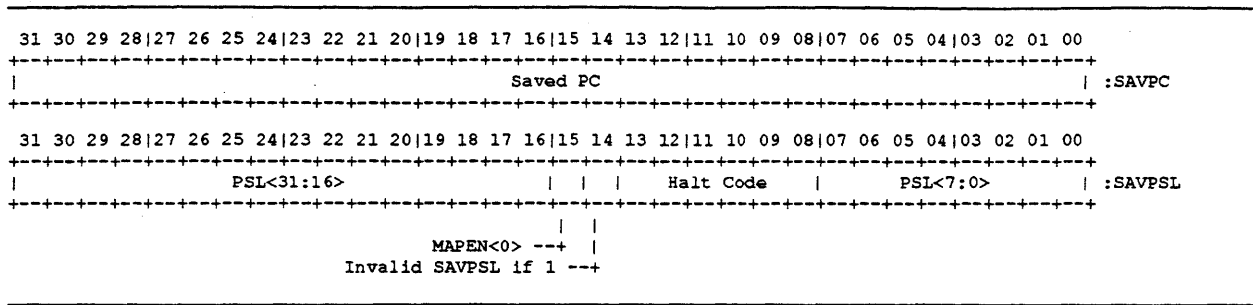 31 30 29 28|27 26 25 24|23 22 21 20|19 18 17 16|15 14 13 12|11 10 09 08|07 06 05 04|03 02 01 00
+--+--+--+--+--+--+--+--+--+--+--+--+--+--+--+--+--+--+--+--+--+--+--+--+--+--+--+--+--+--+--+--+
| Saved PC | :SAVPC
+--+--+--+--+--+--+--+--+--+--+--+--+--+--+--+--+--+--+--+--+--+--+--+--+--+--+--+--+--+--+--+--+
31 30 29 28|27 26 25 24|23 22 21 20|19 18 17 16|15 14 13 12|11 10 09 08|07 06 05 04|03 02 01 00
+--+--+--+--+--+--+--+--+--+--+--+--+--+--+--+--+--+--+--+--+--+--+--+--+--+--+--+--+--+--+--+--+
| PSL<31:16> | | | Halt Code | PSL<7:0> | :SAVPSL
+--+--+--+--+--+--+--+--+--+--+--+--+--+--+--+--+--+--+--+--+--+--+--+--+--+--+--+--+--+--+--+--+
| |
MAPEN<0> --+ |
Invalid SAVPSL if 1 --+